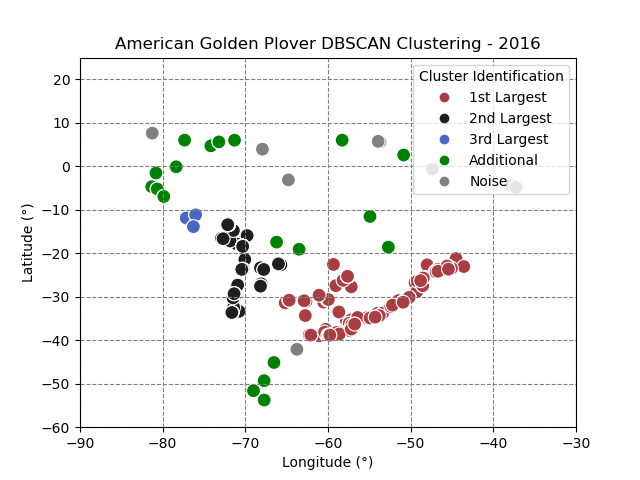 American Golden Plover DBSCAN Clustering - 2016
Cluster Identification
1st Largest
2nd Largest
3rd Largest
Additional
Noise
20
10
0
−10
−20
−30
−40
−50
−60
Latitude (°)
−90
−80
−70
−60
−50
−40
−30
Longitude (°)